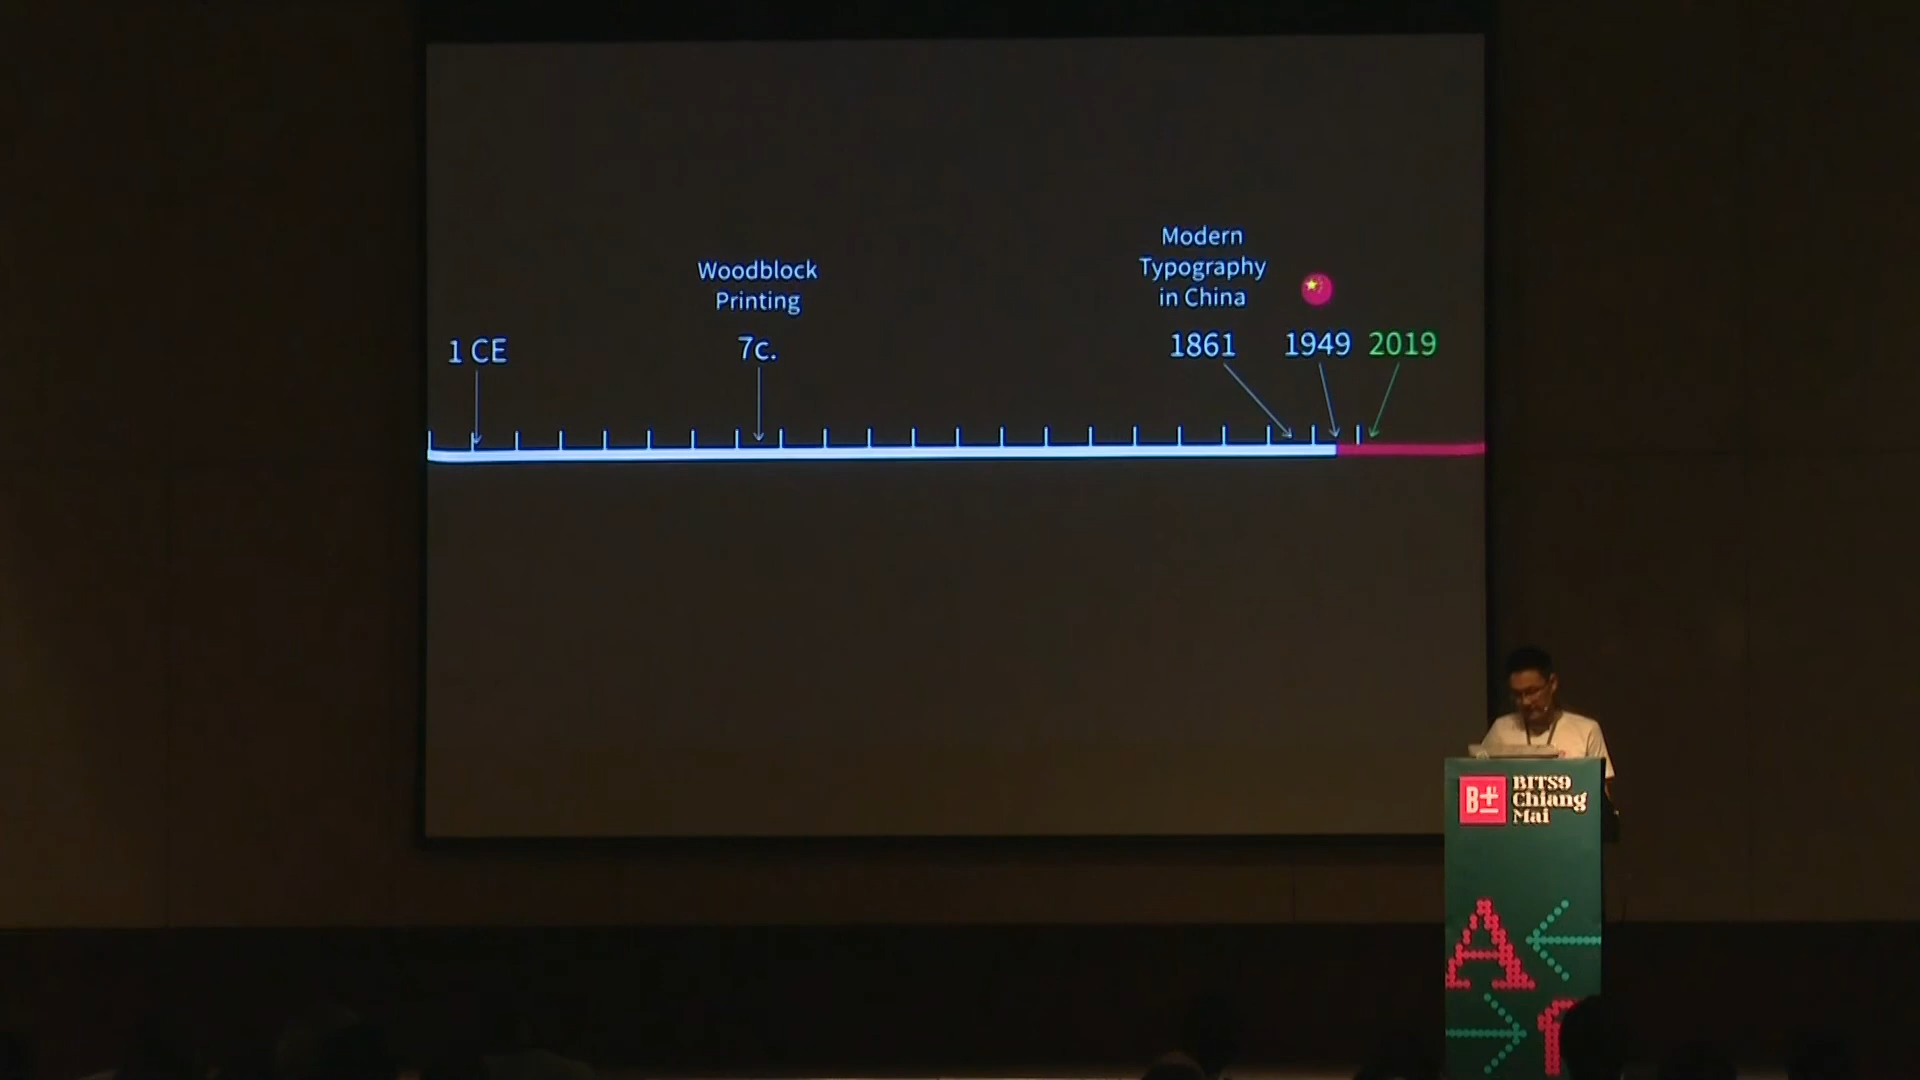 Woodblock
Printing
Modern
Typography
in China
1 CE
7c.
1861
1949
2019
B+
BITS9
Chiang
Mai
A